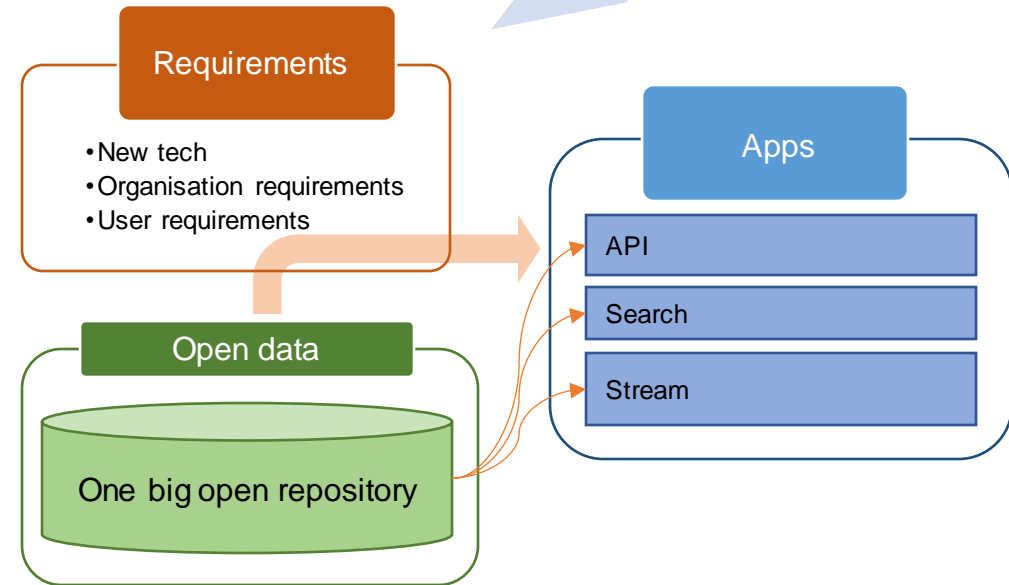 Requirements
•New tech
•Organisation requirements
•User requirements
Apps
API
Search
Stream
Open data
One big open repository